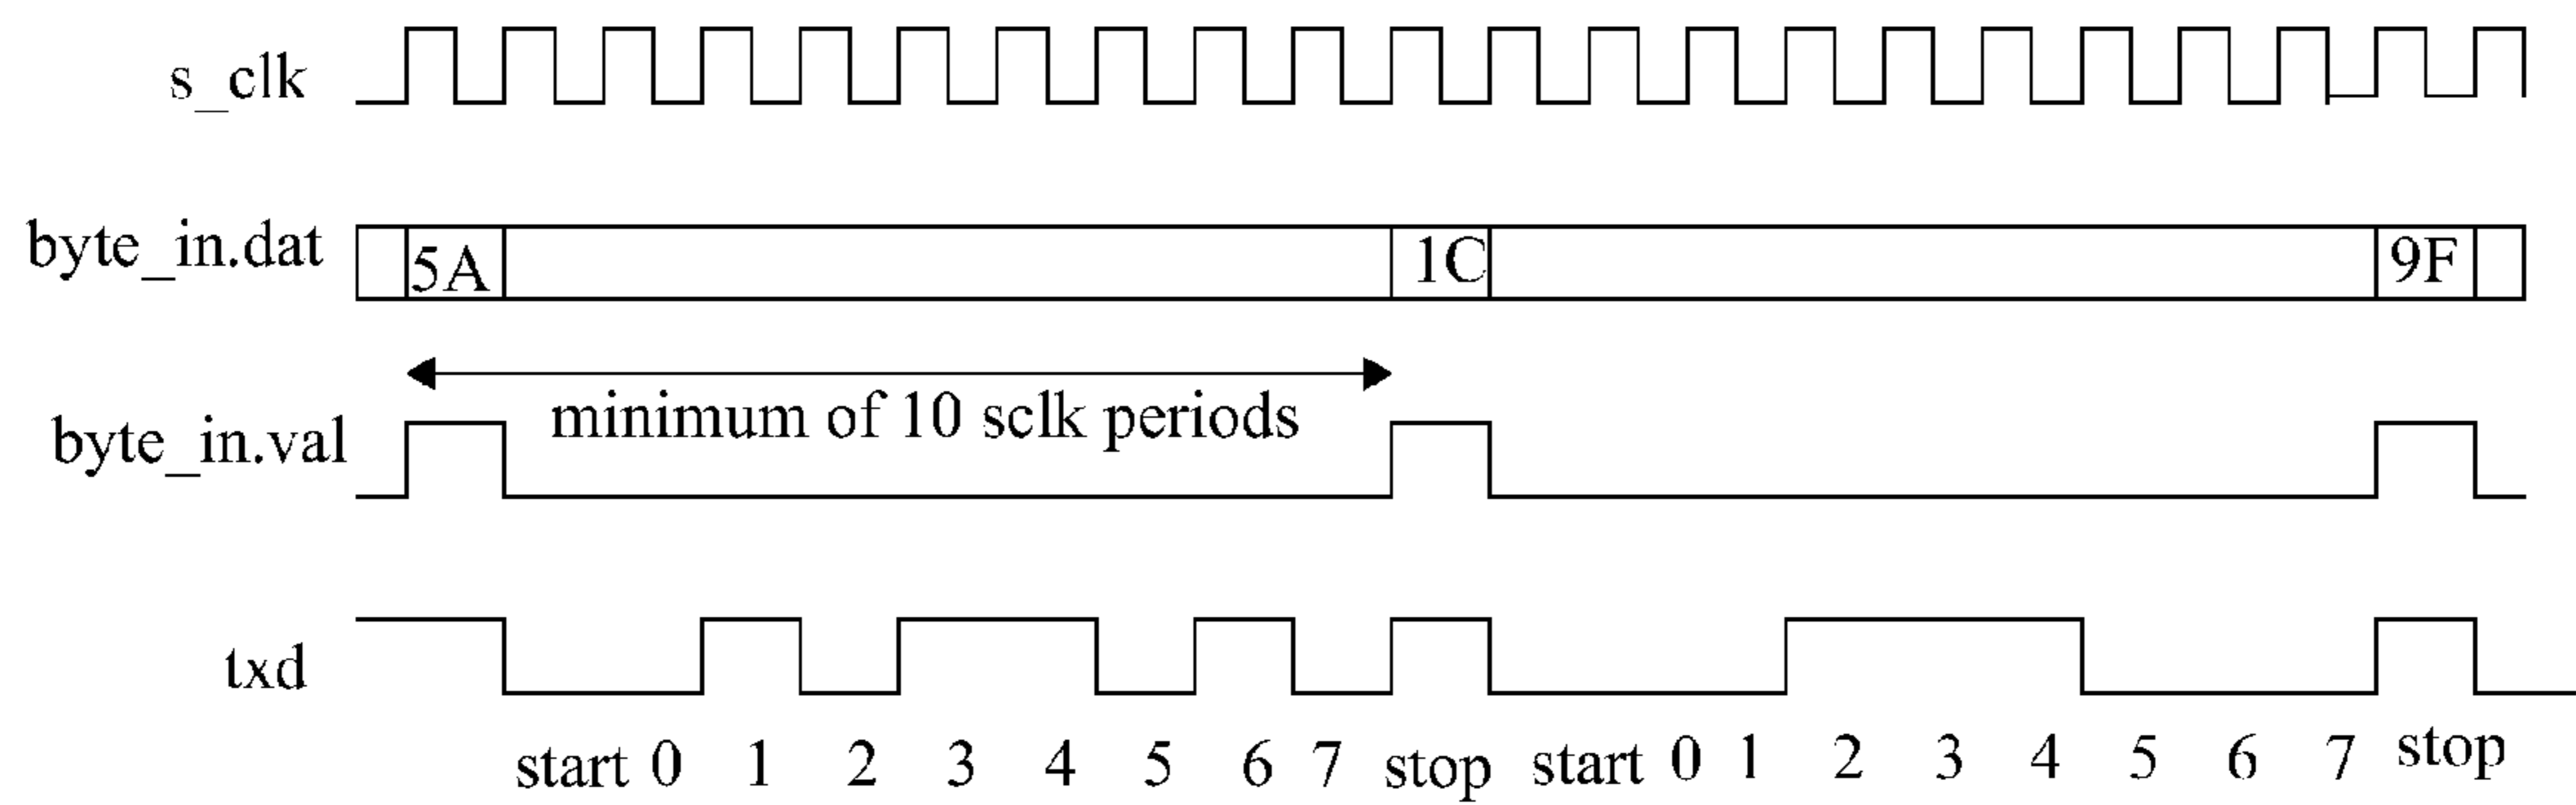 s_clk
byte_in.dat 5A 1C 9F
minimum of 10 sclk periods
byte_in.val
txd
start 0 1 2 3 4 5 6 7 stop start 0 1 2 3 4 5 6 7 stop